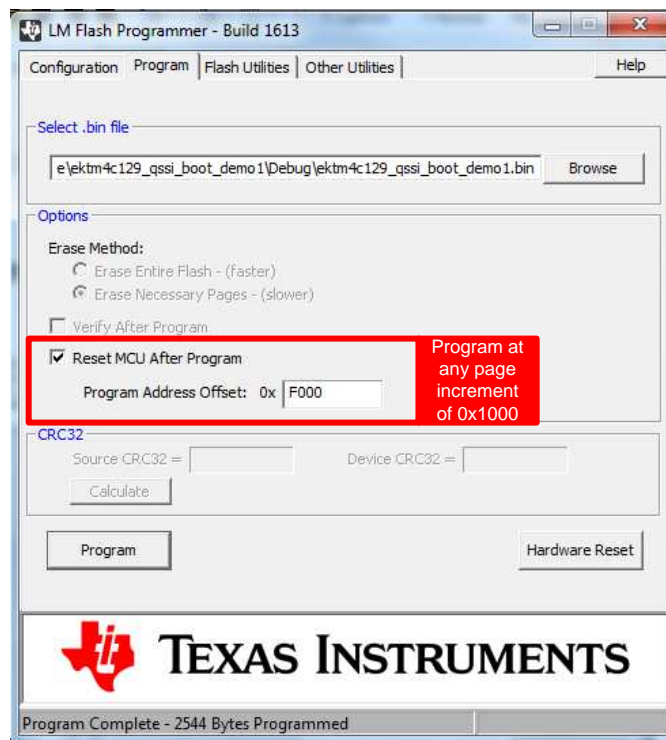 LM Flash Programmer - Build 1613
Configuration Program Flash Utilities Other Utilities Help
Select .bin file
e\ektm4c129_qssi_boot_demo1\Debug\ektm4c129_qssi_boot_demo1.bin Browse
Options
Erase Method:
Erase Entire Flash - (faster)
Erase Necessary Pages - (slower)
Verify After Program
Reset MCU After Program
Program Address Offset: 0x F000
Program at
any page
increment
of 0x1000
CRC32
Source CRC32 = Device CRC32 =
Calculate
Program Hardware Reset
TEXAS INSTRUMENTS
Program Complete - 2544 Bytes Programmed